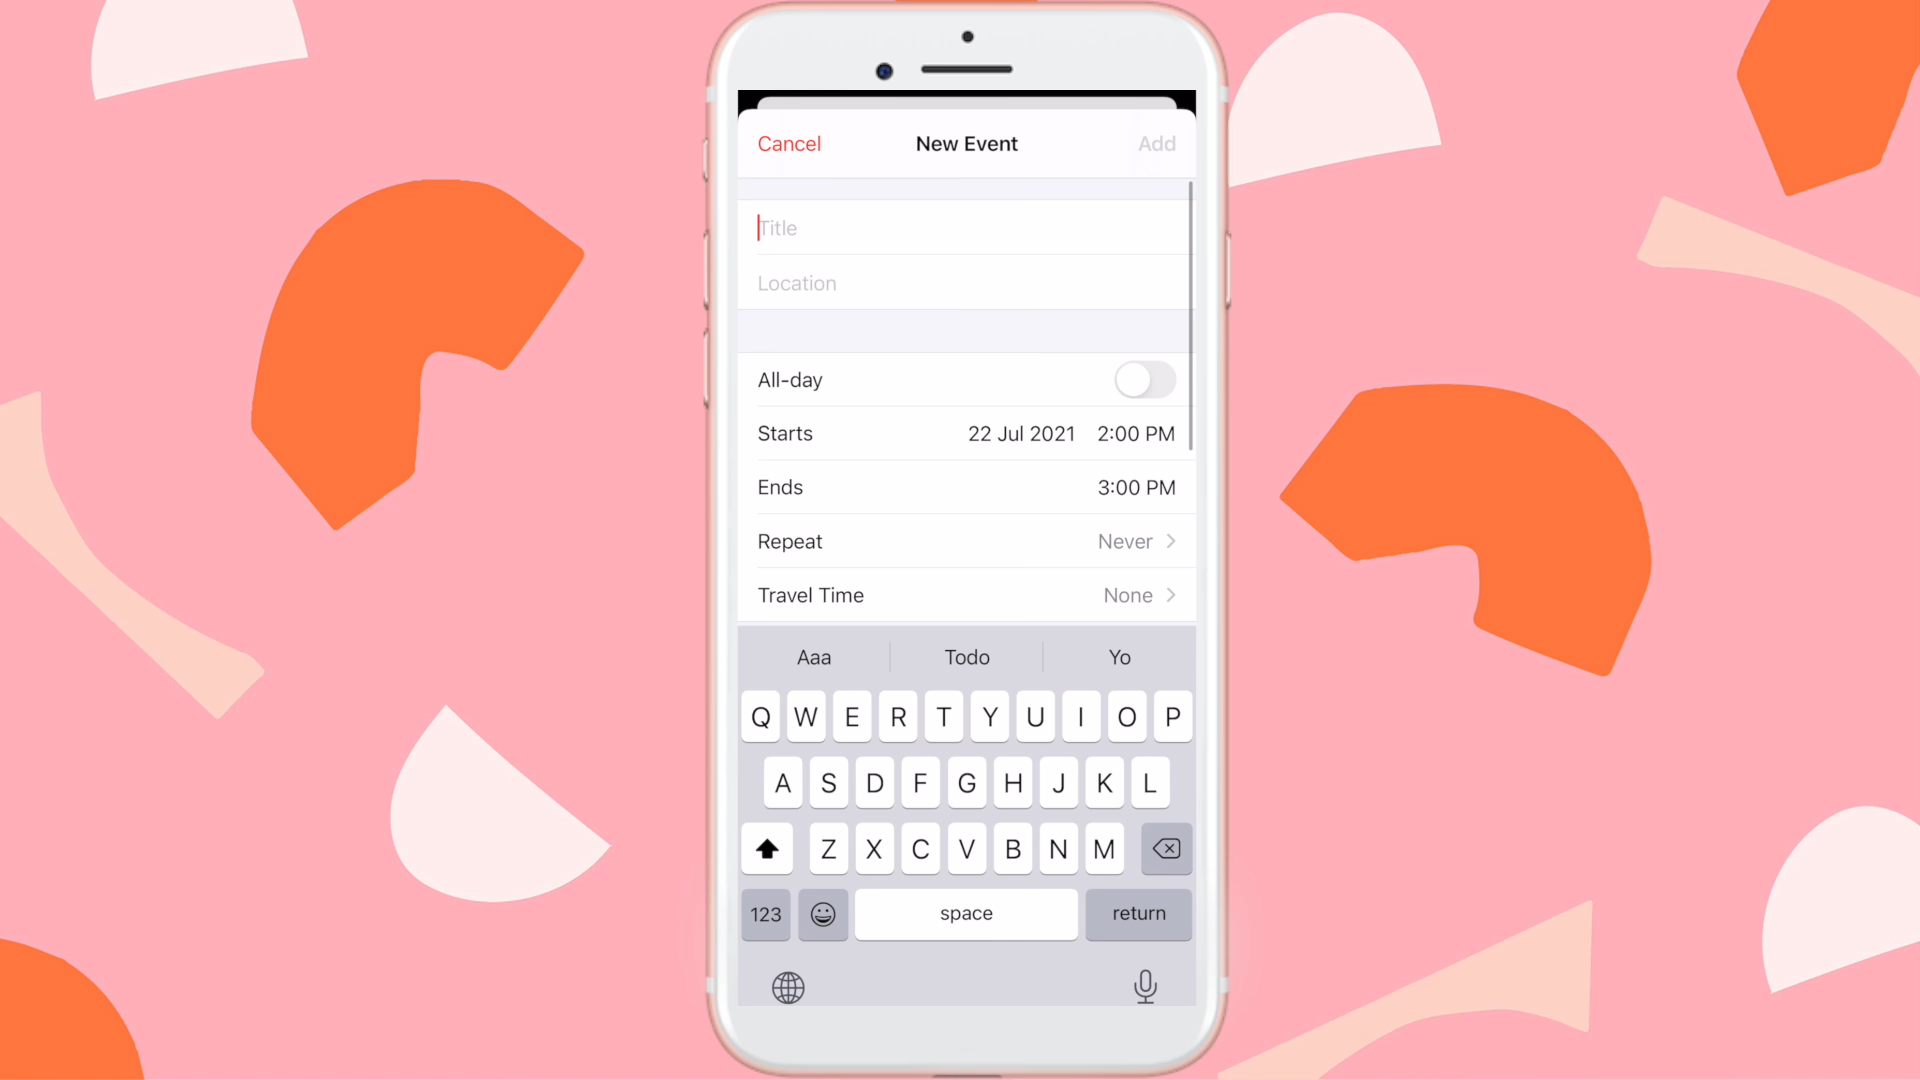 Cancel New Event Add
Title
Location
All-day
Starts 22 Jul 2021 2:00 PM
Ends 3:00 PM
Repeat Never
Travel Time None
Aaa Todo Yo
Q W E R T Y U I O P
A S D F G H J K L
Z X C V B N M
123 space return